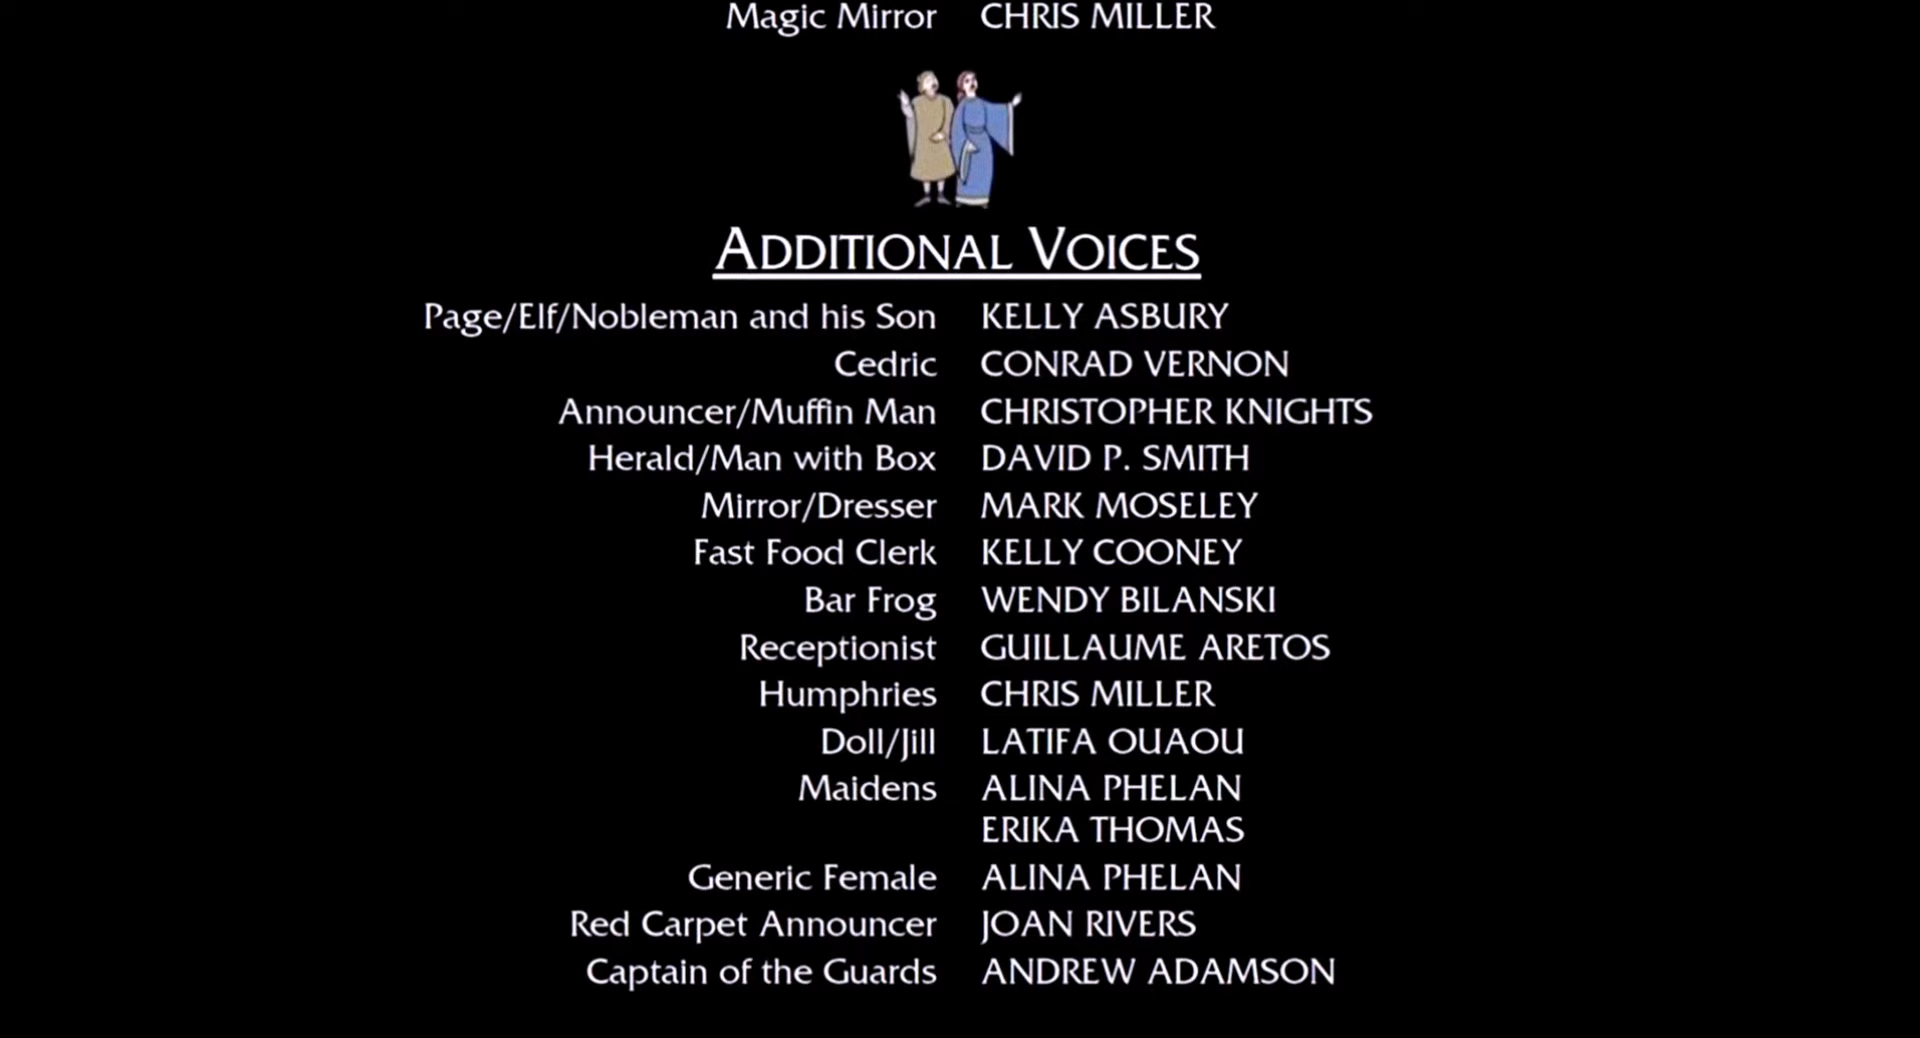 Magic Mirror CHRIS MILLER
ADDITIONAL VOICES
Page/Elf/Nobleman and his Son KELLY ASBURY
Cedric CONRAD VERNON
Announcer/Muffin Man CHRISTOPHER KNIGHTS
Herald/Man with Box DAVID P. SMITH
Mirror/Dresser MARK MOSELEY
Fast Food Clerk KELLY COONEY
Bar Frog WENDY BILANSKI
Receptionist GUILLAUME ARETOS
Humphries CHRIS MILLER
Doll/Jill LATIFA OUAOU
Maidens ALINA PHELAN
ERIKA THOMAS
Generic Female ALINA PHELAN
Red Carpet Announcer JOAN RIVERS
Captain of the Guards ANDREW ADAMSON